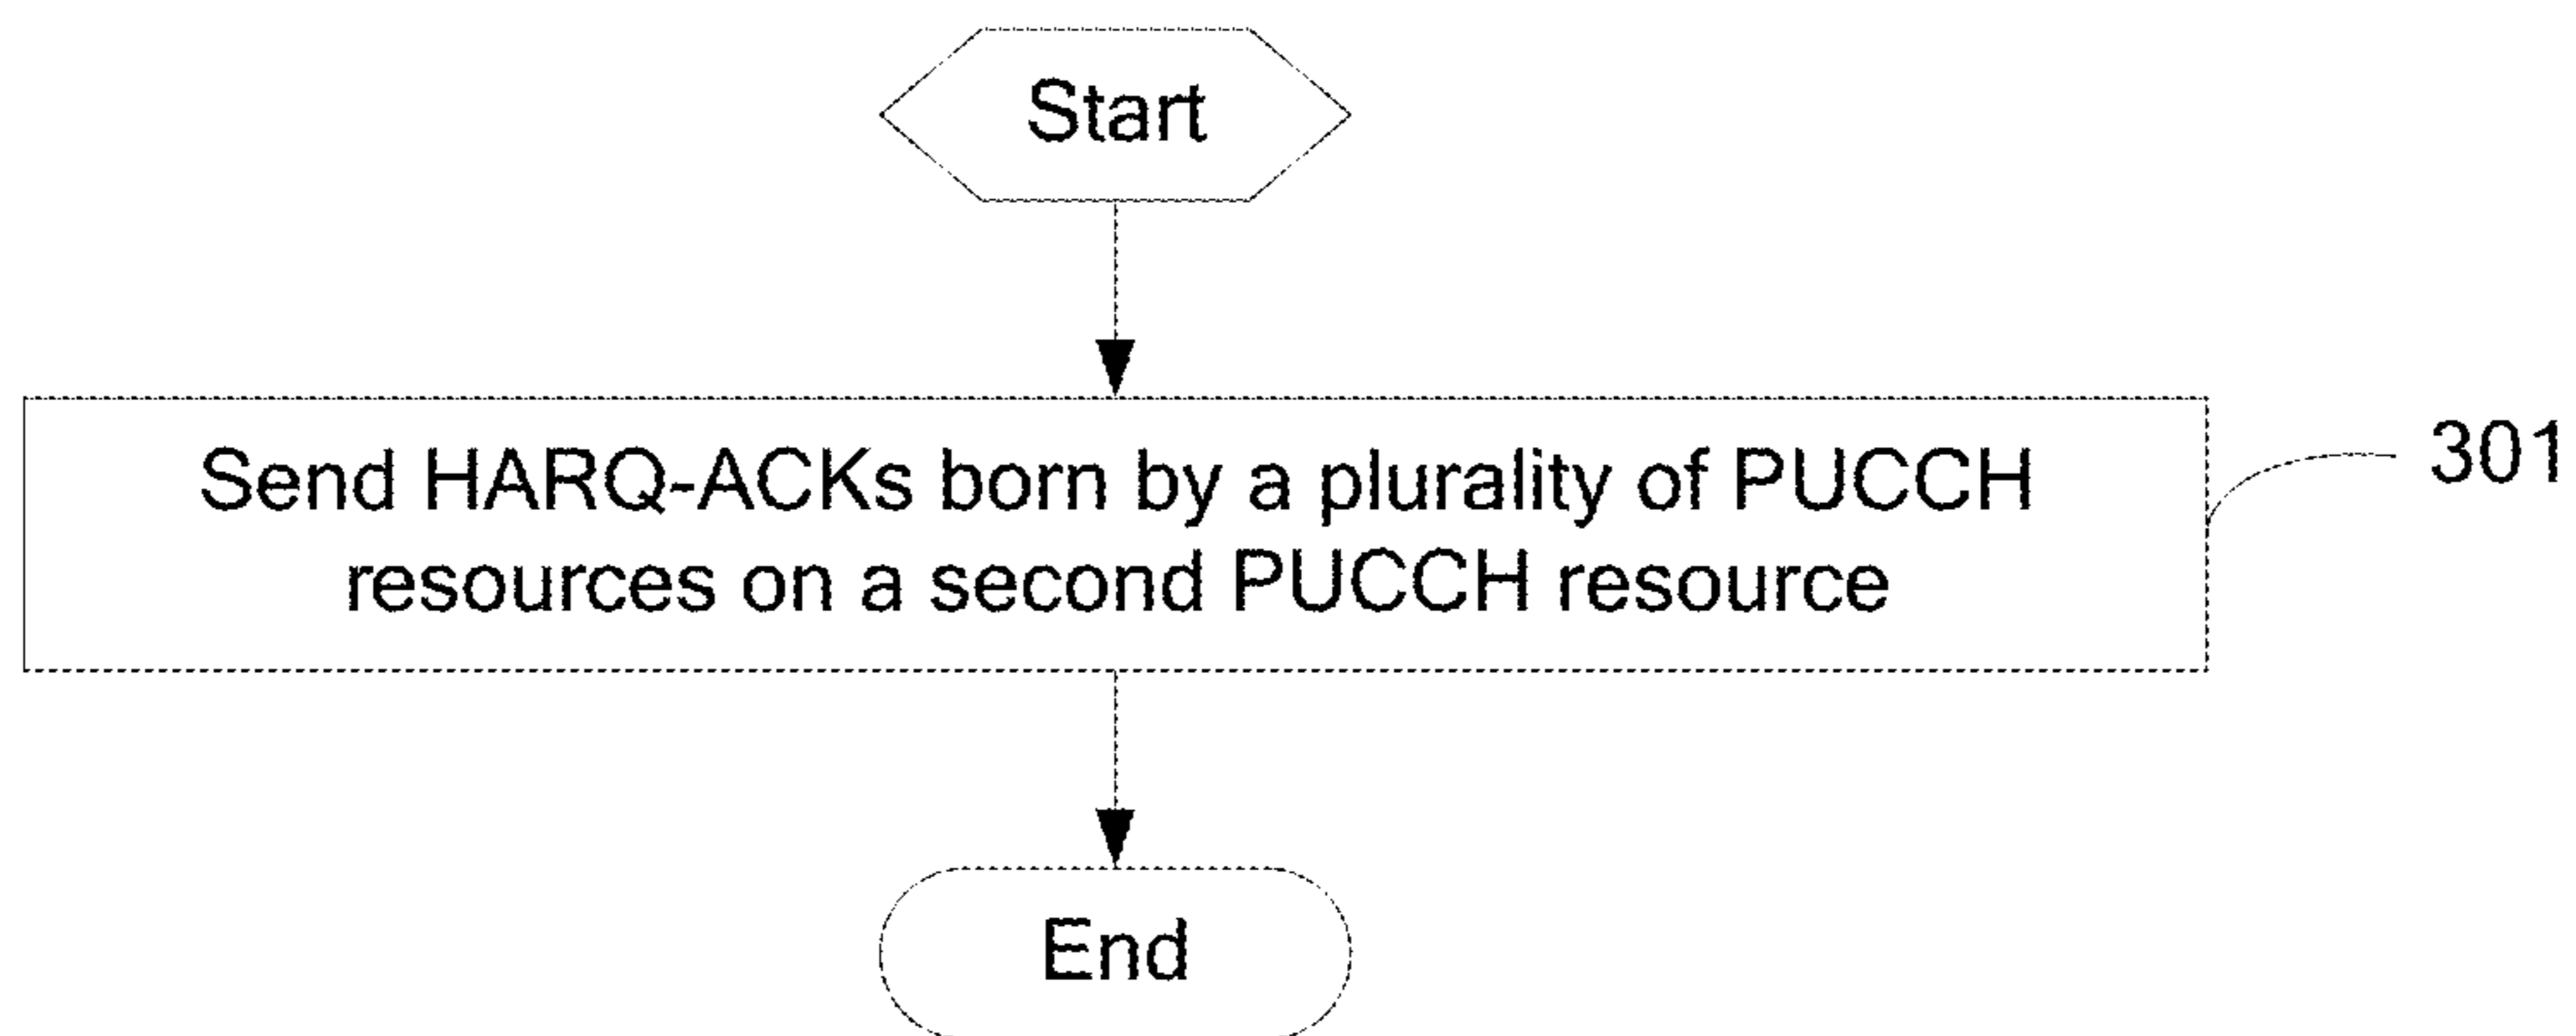 Start
Send HARQ-ACKs born by a plurality of PUCCH
resources on a second PUCCH resource
301
End